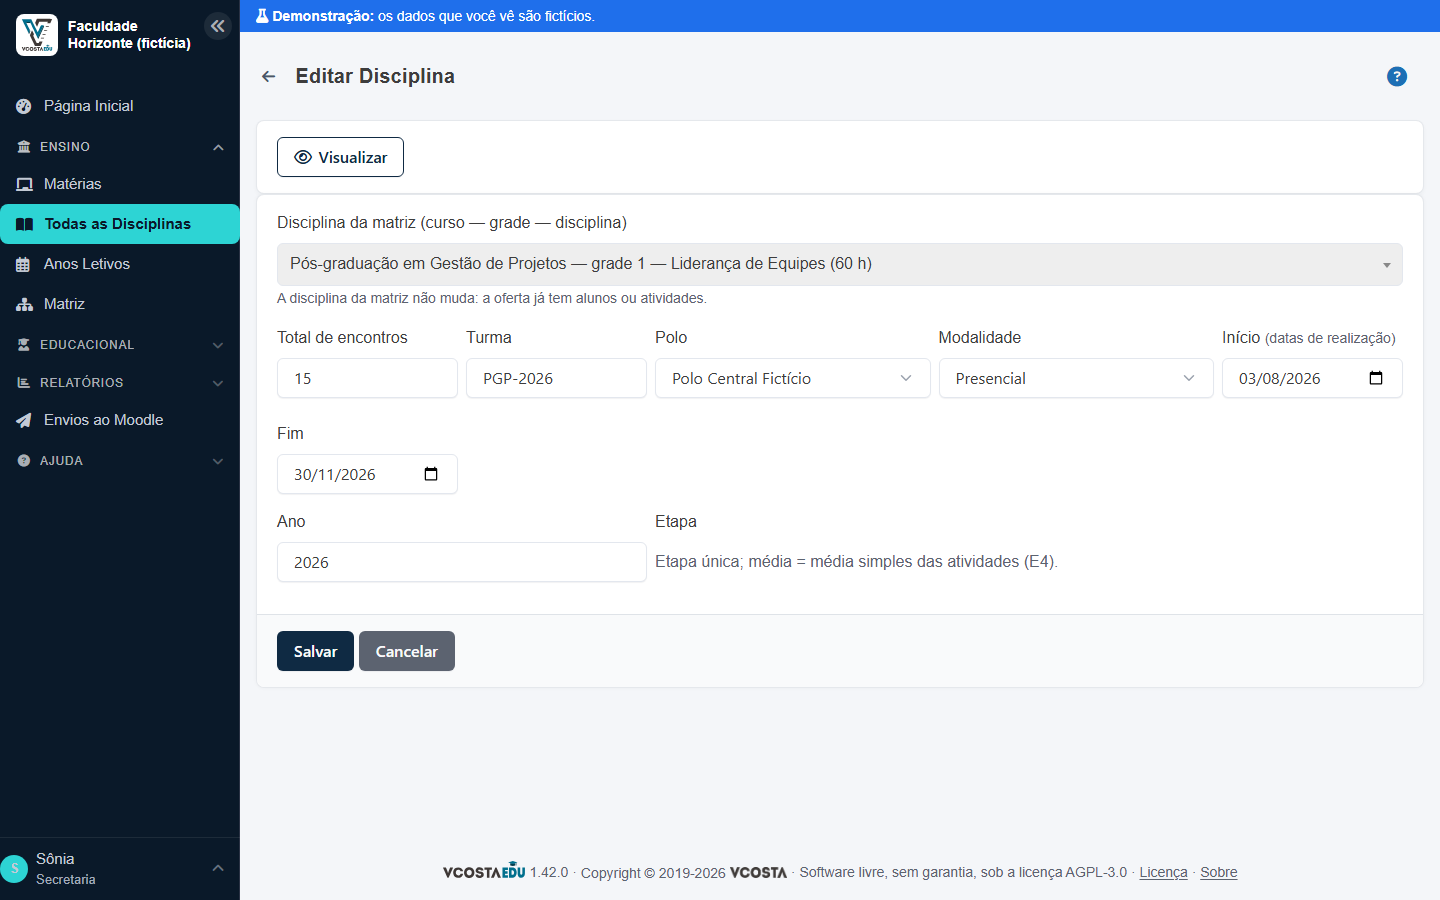 Faculdade
Horizonte (fictícia)
VCOSTAEDU
Demonstração: os dados que você vê são fictícios.
Editar Disciplina
?
Página Inicial
ENSINO
Matérias
Todas as Disciplinas
Anos Letivos
Matriz
EDUCACIONAL
RELATÓRIOS
Envios ao Moodle
AJUDA
Visualizar
Disciplina da matriz (curso — grade — disciplina)
Pós-graduação em Gestão de Projetos — grade 1 — Liderança de Equipes (60 h)
A disciplina da matriz não muda: a oferta já tem alunos ou atividades.
Total de encontros Turma Polo Modalidade Início (datas de realização)
15 PGP-2026 Polo Central Fictício Presencial 03/08/2026
Fim
30/11/2026
Ano Etapa
2026 Etapa única; média = média simples das atividades (E4).
Salvar Cancelar
S
Sônia
Secretaria
VCOSTAEDU 1.42.0 · Copyright © 2019-2026 VCOSTA · Software livre, sem garantia, sob a licença AGPL-3.0 · Licença · Sobre